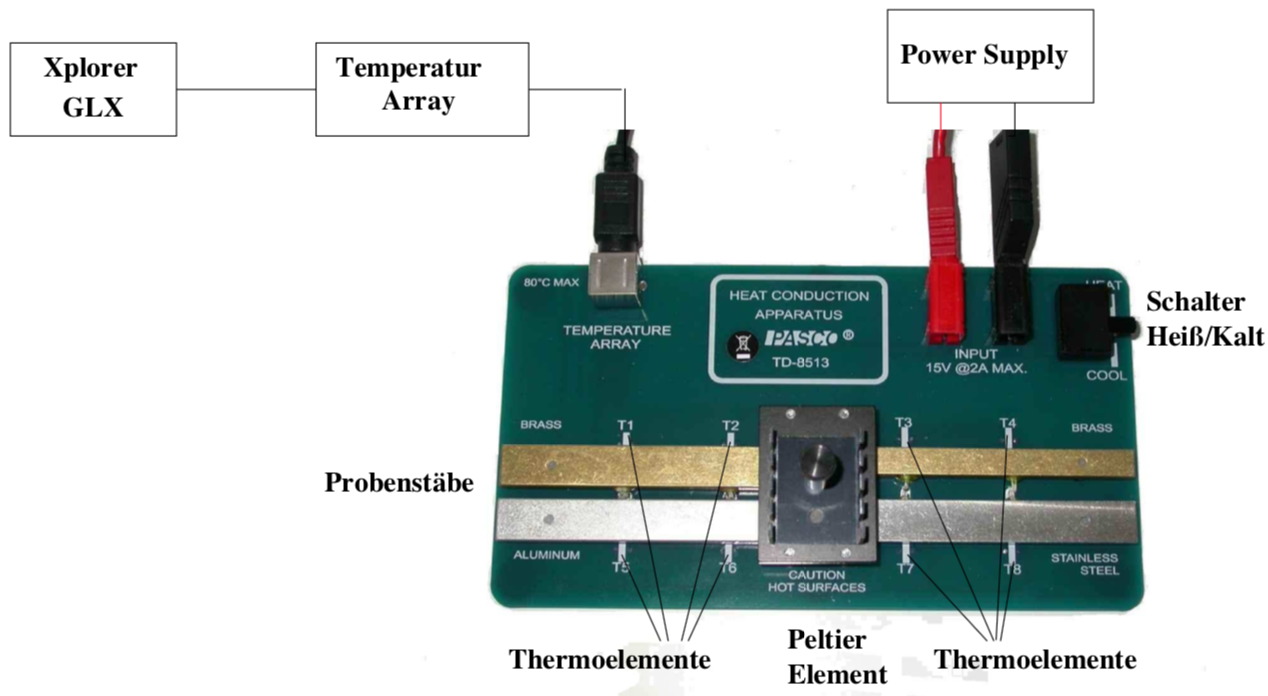 Xplorer
GLX
Temperatur
Array
Power Supply
80°C MAX
TEMPERATURE
ARRAY
HEAT CONDUCTION
APPARATUS
PASCO ®
TD-8513
INPUT
15V @2A MAX.
HEAT
COOL
Schalter
Heiß/Kalt
BRASS
T1
T2
T3
T4
BRASS
Probenstäbe
ALUMINUM
T5
T6
CAUTION
HOT SURFACES
T7
T8
STAINLESS
STEEL
Thermoelemente
Peltier
Element
Thermoelemente